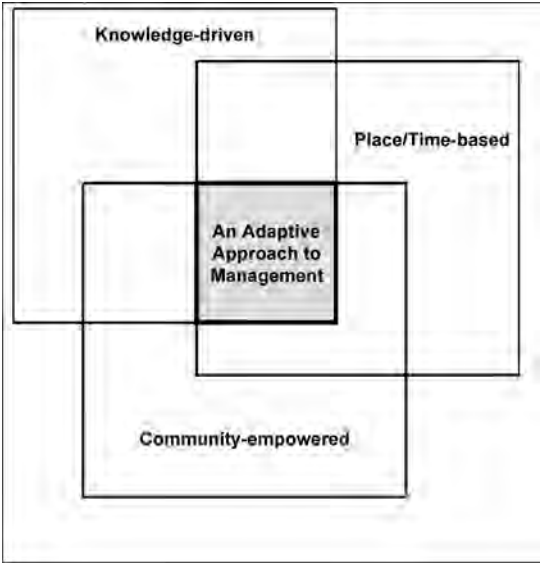 Knowledge-driven
Place/Time-based
An Adaptive
Approach to
Management
Community-empowered